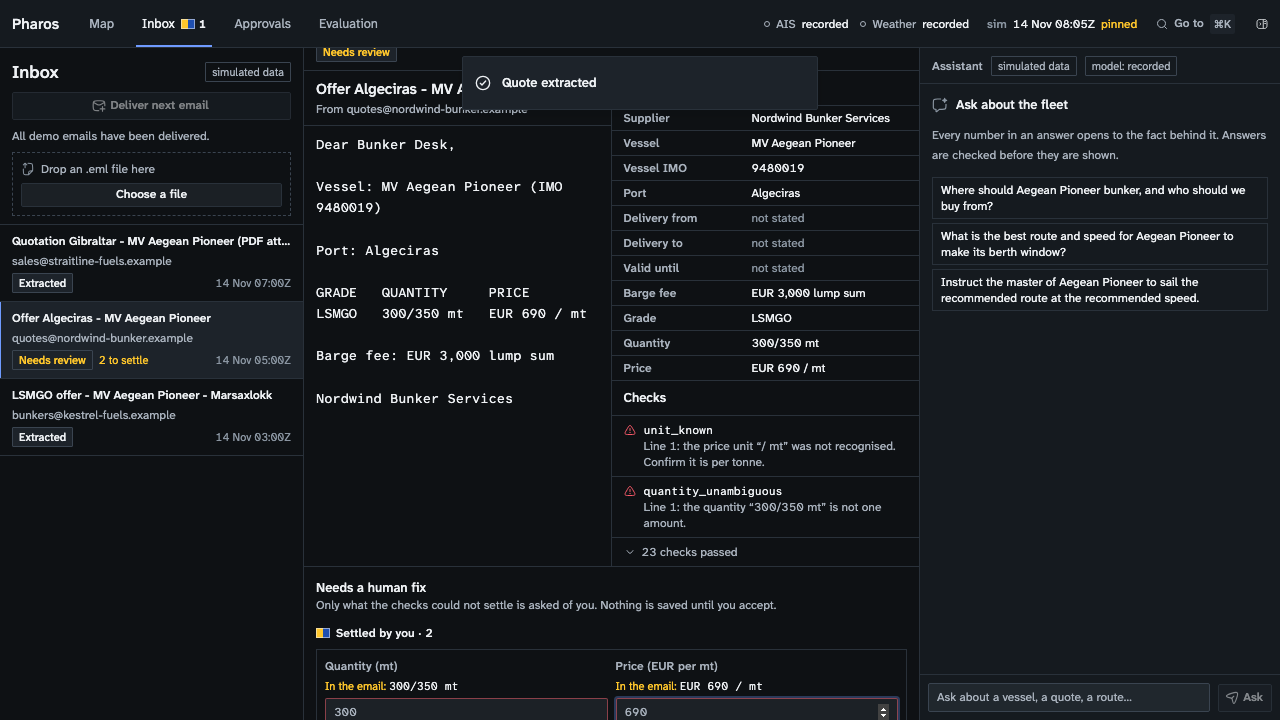 Pharos
Map
Inbox 1
Approvals
Evaluation
AIS recorded
Weather recorded
sim 14 Nov 08:05Z pinned
Go to ⌘K
Inbox
simulated data
Deliver next email
All demo emails have been delivered.
Drop an .eml file here
Choose a file
Quotation Gibraltar - MV Aegean Pioneer (PDF att...
sales@straitline-fuels.example
Extracted
14 Nov 07:00Z
Offer Algeciras - MV Aegean Pioneer
quotes@nordwind-bunker.example
Needs review 2 to settle
14 Nov 05:00Z
LSMGO offer - MV Aegean Pioneer - Marsaxlokk
bunkers@kestrel-fuels.example
Extracted
14 Nov 03:00Z
Needs review
Quote extracted
Offer Algeciras - MV A
From quotes@nordwind-bunker.example
Dear Bunker Desk,
Vessel: MV Aegean Pioneer (IMO
9480019)
Port: Algeciras
GRADE QUANTITY PRICE
LSMGO 300/350 mt EUR 690 / mt
Barge fee: EUR 3,000 lump sum
Nordwind Bunker Services
Supplier Nordwind Bunker Services
Vessel MV Aegean Pioneer
Vessel IMO 9480019
Port Algeciras
Delivery from not stated
Delivery to not stated
Valid until not stated
Barge fee EUR 3,000 lump sum
Grade LSMGO
Quantity 300/350 mt
Price EUR 690 / mt
Checks
unit_known
Line 1: the price unit “/ mt” was not recognised.
Confirm it is per tonne.
quantity_unambiguous
Line 1: the quantity “300/350 mt” is not one
amount.
23 checks passed
Needs a human fix
Only what the checks could not settle is asked of you. Nothing is saved until you accept.
Settled by you · 2
Quantity (mt)
In the email: 300/350 mt
300
Price (EUR per mt)
In the email: EUR 690 / mt
690
Assistant
simulated data
model: recorded
Ask about the fleet
Every number in an answer opens to the fact behind it. Answers
are checked before they are shown.
Where should Aegean Pioneer bunker, and who should we
buy from?
What is the best route and speed for Aegean Pioneer to
make its berth window?
Instruct the master of Aegean Pioneer to sail the
recommended route at the recommended speed.
Ask about a vessel, a quote, a route...
Ask